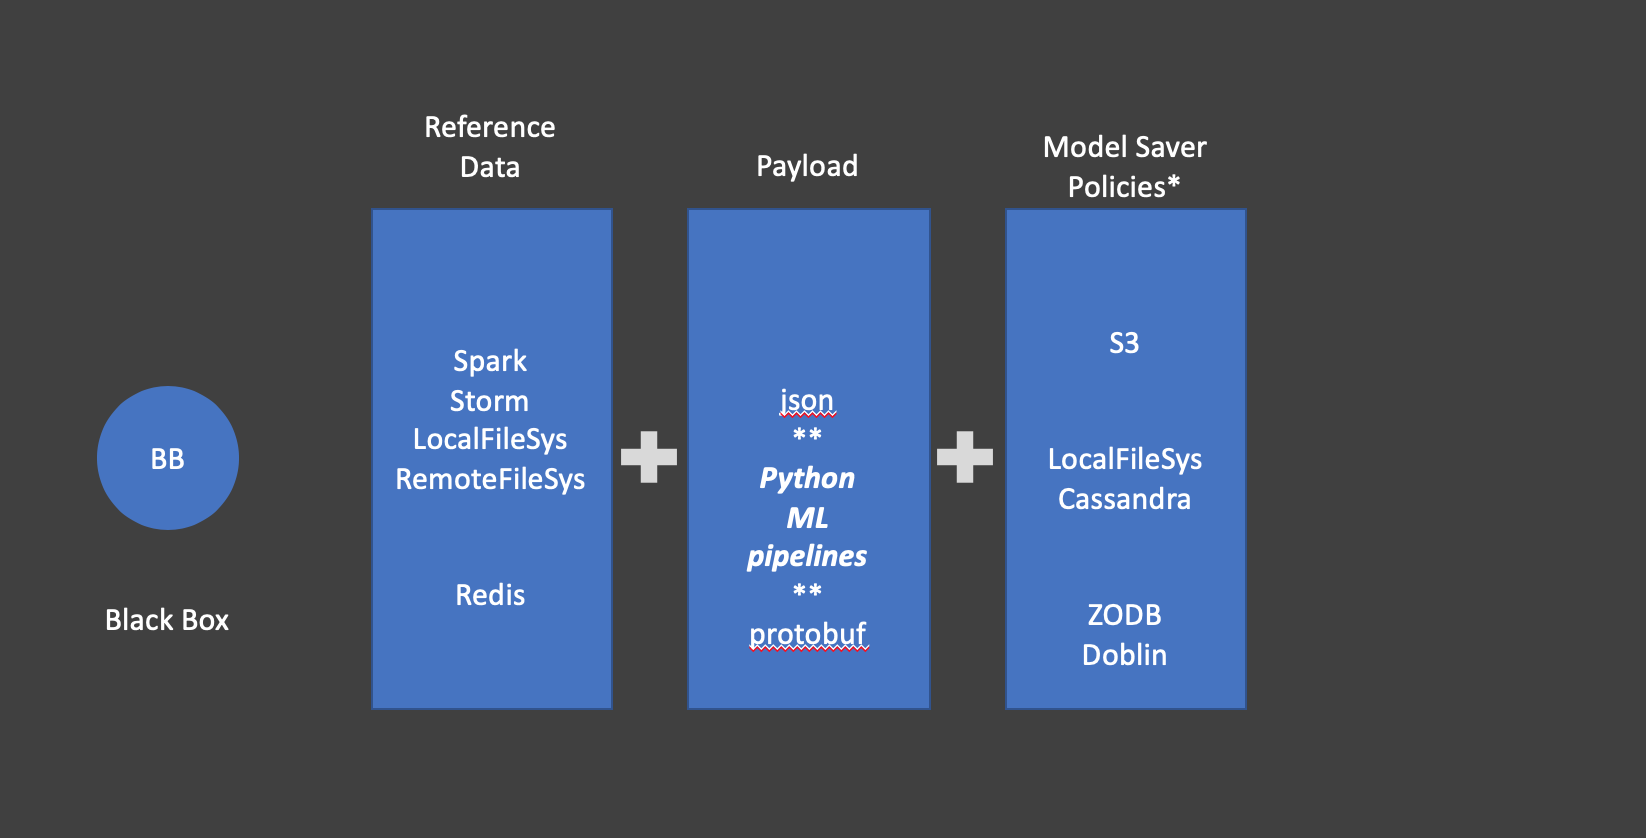 BB
Black Box
Reference
Data
Spark
Storm
LocalFileSys
RemoteFileSys
Redis
Payload
json
**
Python
ML
pipelines
**
protobuf
Model Saver
Policies*
S3
LocalFileSys
Cassandra
ZODB
Doblin